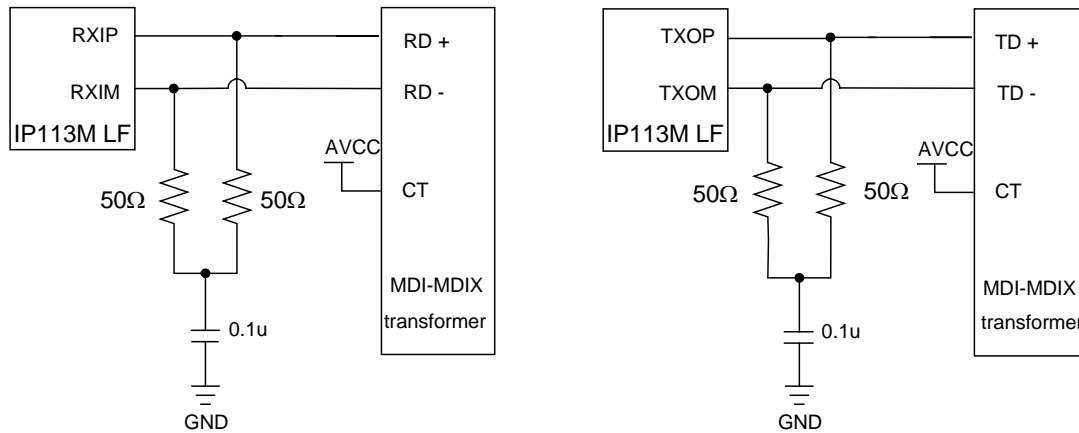 RXIP
RD +
RXIM
RD -
IP113M LF
AVCC
50Ω
50Ω
CT
MDI-MDIX
transformer
0.1u
GND
TXOP
TD +
TXOM
TD -
IP113M LF
AVCC
50Ω
50Ω
CT
MDI-MDIX
transformer
0.1u
GND